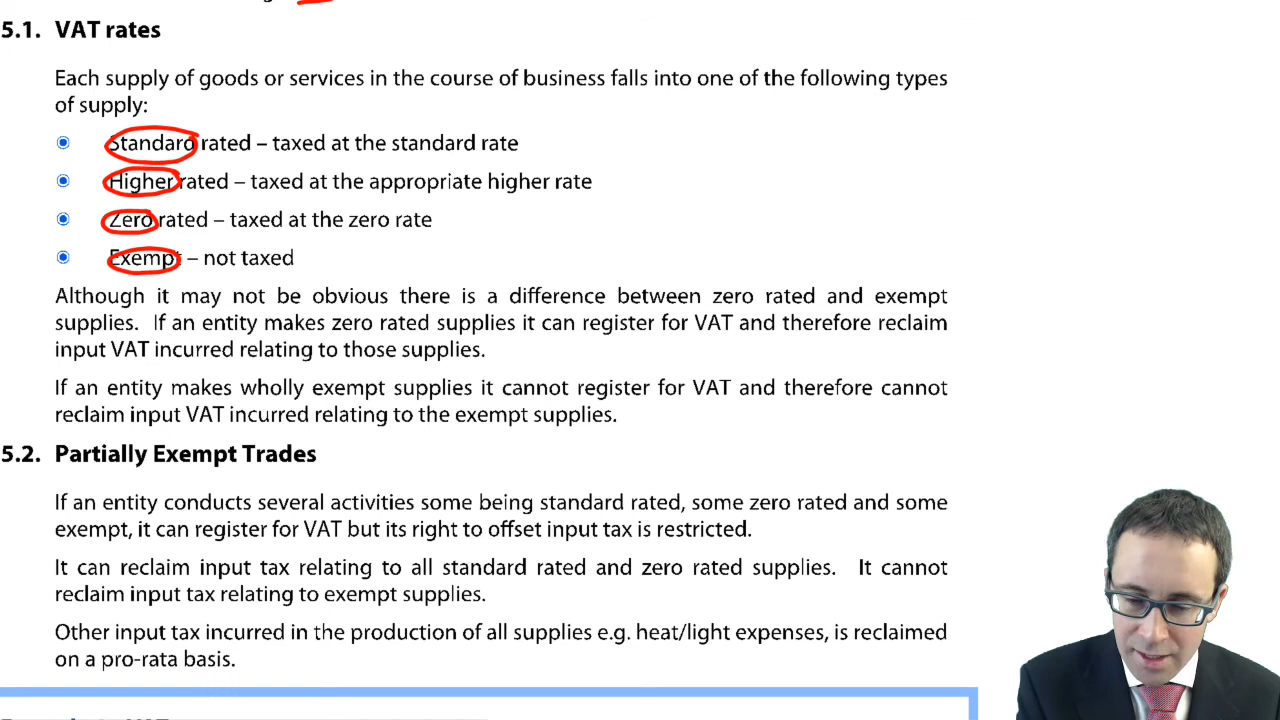 5.1. VAT rates
Each supply of goods or services in the course of business falls into one of the following types
of supply:
Standard rated – taxed at the standard rate
Higher rated – taxed at the appropriate higher rate
Zero rated – taxed at the zero rate
Exempt – not taxed
Although it may not be obvious there is a difference between zero rated and exempt
supplies. If an entity makes zero rated supplies it can register for VAT and therefore reclaim
input VAT incurred relating to those supplies.
If an entity makes wholly exempt supplies it cannot register for VAT and therefore cannot
reclaim input VAT incurred relating to the exempt supplies.
5.2. Partially Exempt Trades
If an entity conducts several activities some being standard rated, some zero rated and some
exempt, it can register for VAT but its right to offset input tax is restricted.
It can reclaim input tax relating to all standard rated and zero rated supplies. It cannot
reclaim input tax relating to exempt supplies.
Other input tax incurred in the production of all supplies e.g. heat/light expenses, is reclaimed
on a pro-rata basis.